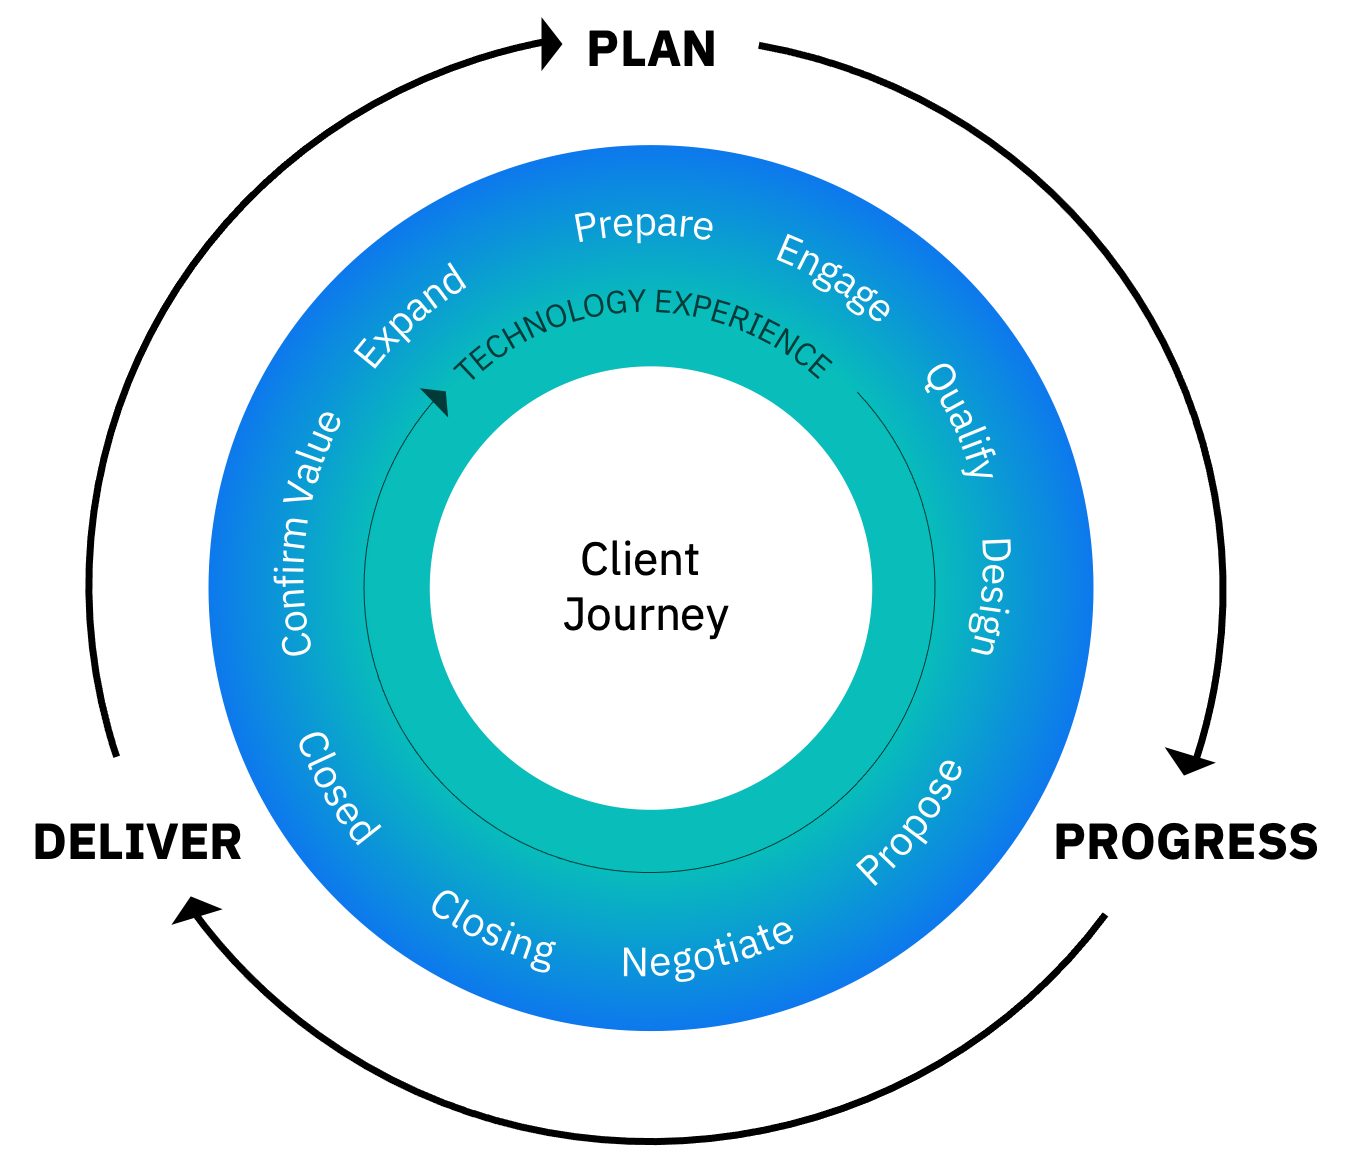 PLAN
Prepare
Engage
Qualify
Design
Propose
Negotiate
Closing
Closed
Confirm Value
Expand
TECHNOLOGY EXPERIENCE
Client
Journey
PROGRESS
DELIVER